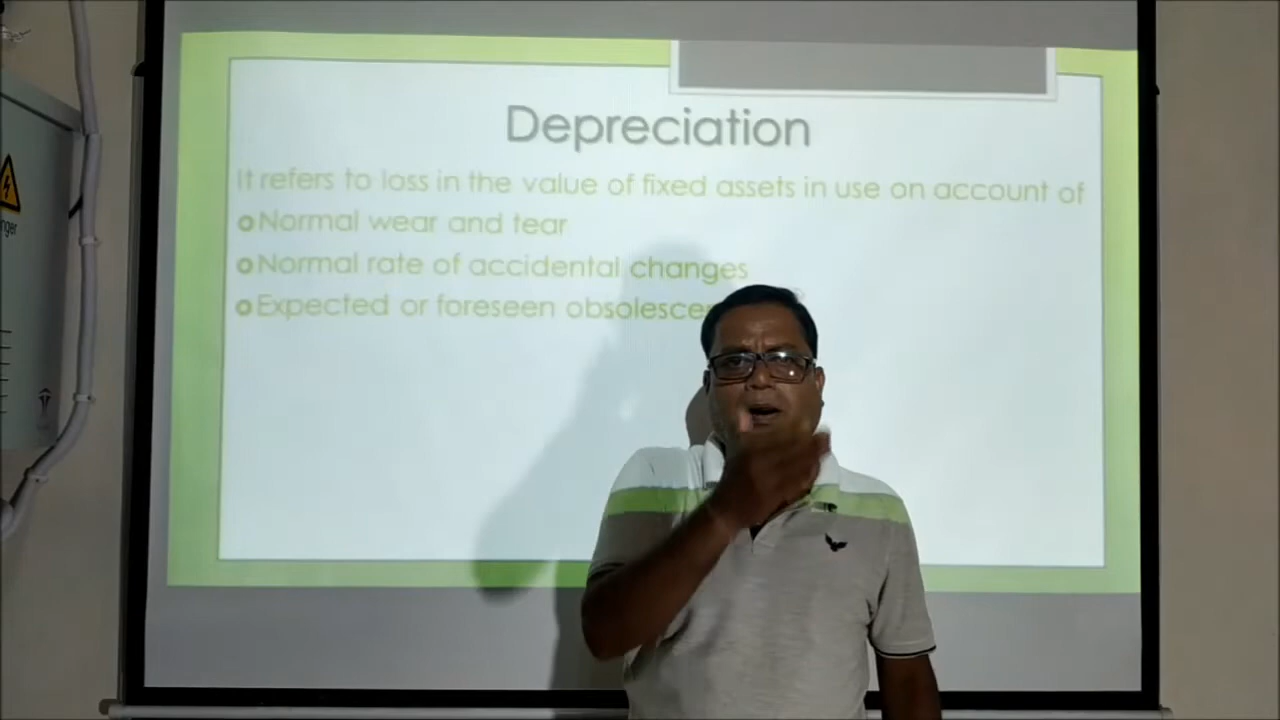 Depreciation
It refers to loss in the value of fixed assets in use on account of
Normal wear and tear
Normal rate of accidental changes
Expected or foreseen